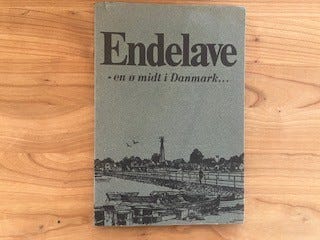 Endelave
- en ø midt i Danmark...